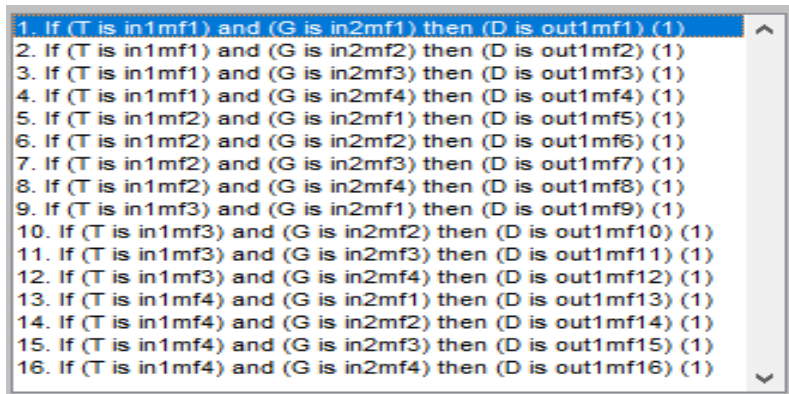 1. If (T is in1mf1) and (G is in2mf1) then (D is out1mf1) (1)
2. If (T is in1mf1) and (G is in2mf2) then (D is out1mf2) (1)
3. If (T is in1mf1) and (G is in2mf3) then (D is out1mf3) (1)
4. If (T is in1mf1) and (G is in2mf4) then (D is out1mf4) (1)
5. If (T is in1mf2) and (G is in2mf1) then (D is out1mf5) (1)
6. If (T is in1mf2) and (G is in2mf2) then (D is out1mf6) (1)
7. If (T is in1mf2) and (G is in2mf3) then (D is out1mf7) (1)
8. If (T is in1mf2) and (G is in2mf4) then (D is out1mf8) (1)
9. If (T is in1mf3) and (G is in2mf1) then (D is out1mf9) (1)
10. If (T is in1mf3) and (G is in2mf2) then (D is out1mf10) (1)
11. If (T is in1mf3) and (G is in2mf3) then (D is out1mf11) (1)
12. If (T is in1mf3) and (G is in2mf4) then (D is out1mf12) (1)
13. If (T is in1mf4) and (G is in2mf1) then (D is out1mf13) (1)
14. If (T is in1mf4) and (G is in2mf2) then (D is out1mf14) (1)
15. If (T is in1mf4) and (G is in2mf3) then (D is out1mf15) (1)
16. If (T is in1mf4) and (G is in2mf4) then (D is out1mf16) (1)